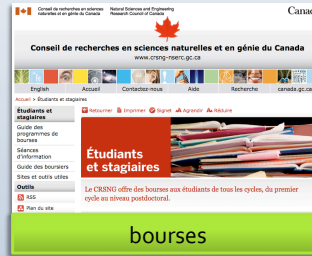 Conseil de recherches en sciences naturelles et en génie du Canada
Natural Sciences and Engineering Research Council of Canada
Canad
Conseil de recherches en sciences naturelles et en génie du Canada
www.crsng-nserc.gc.ca
English Accueil Contactez-nous Aide Recherche canada.gc.ca
Accueil > Étudiants et stagiaires
Étudiants et stagiaires
Guide des programmes de bourses
Séances d'information
Guide des boursiers
Sites et outils utiles
Outils
RSS
Plan du site
Retourner Imprimer Signet Agrandir Réduire
Étudiants
et stagiaires
Le CRSNG offre des bourses aux étudiants de tous les cycles, du premier
cycle au niveau postdoctoral.
bourses